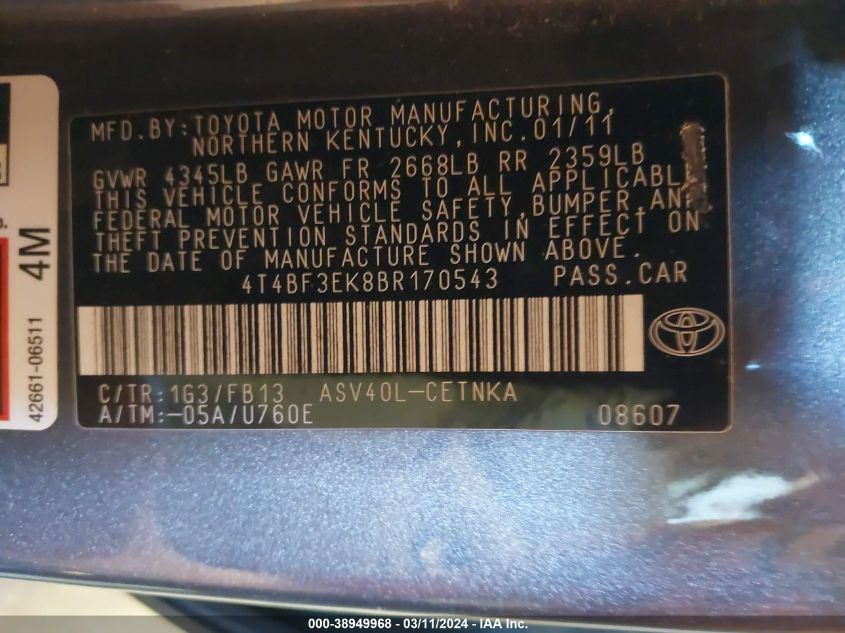 MFD.BY:TOYOTA MOTOR MANUFACTURING,
NORTHERN KENTUCKY,INC.01/11
GVWR 4345LB GAWR FR 2668LB RR 2359LB
THIS VEHICLE CONFORMS TO ALL APPLICABLE
FEDERAL MOTOR VEHICLE SAFETY,BUMPER,AND
THEFT PREVENTION STANDARDS IN EFFECT ON
THE DATE OF MANUFACTURE SHOWN ABOVE.
4T4BF3EK8BR170543 PASS.CAR
C/TR:1G3/FB13 ASV40L-CETNKA
A/TM:-05A/U760E 08607
4M
42661-06511
000-38949968 - 03/11/2024 - IAA Inc.